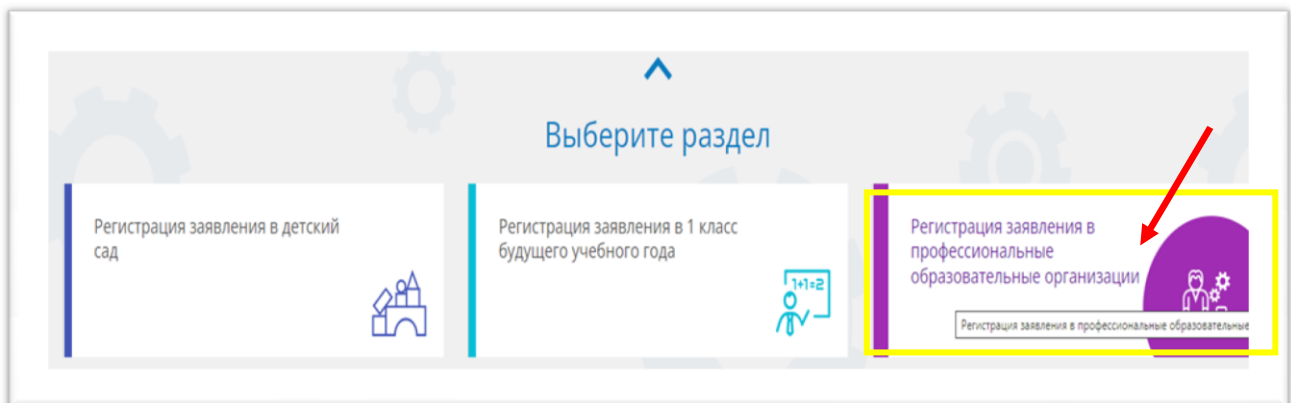 Выберите раздел
Регистрация заявления в детский
сад
Регистрация заявления в 1 класс
будущего учебного года
1+1=2
Регистрация заявления в
профессиональные
образовательные организации
Регистрация заявления в профессиональные образовательные